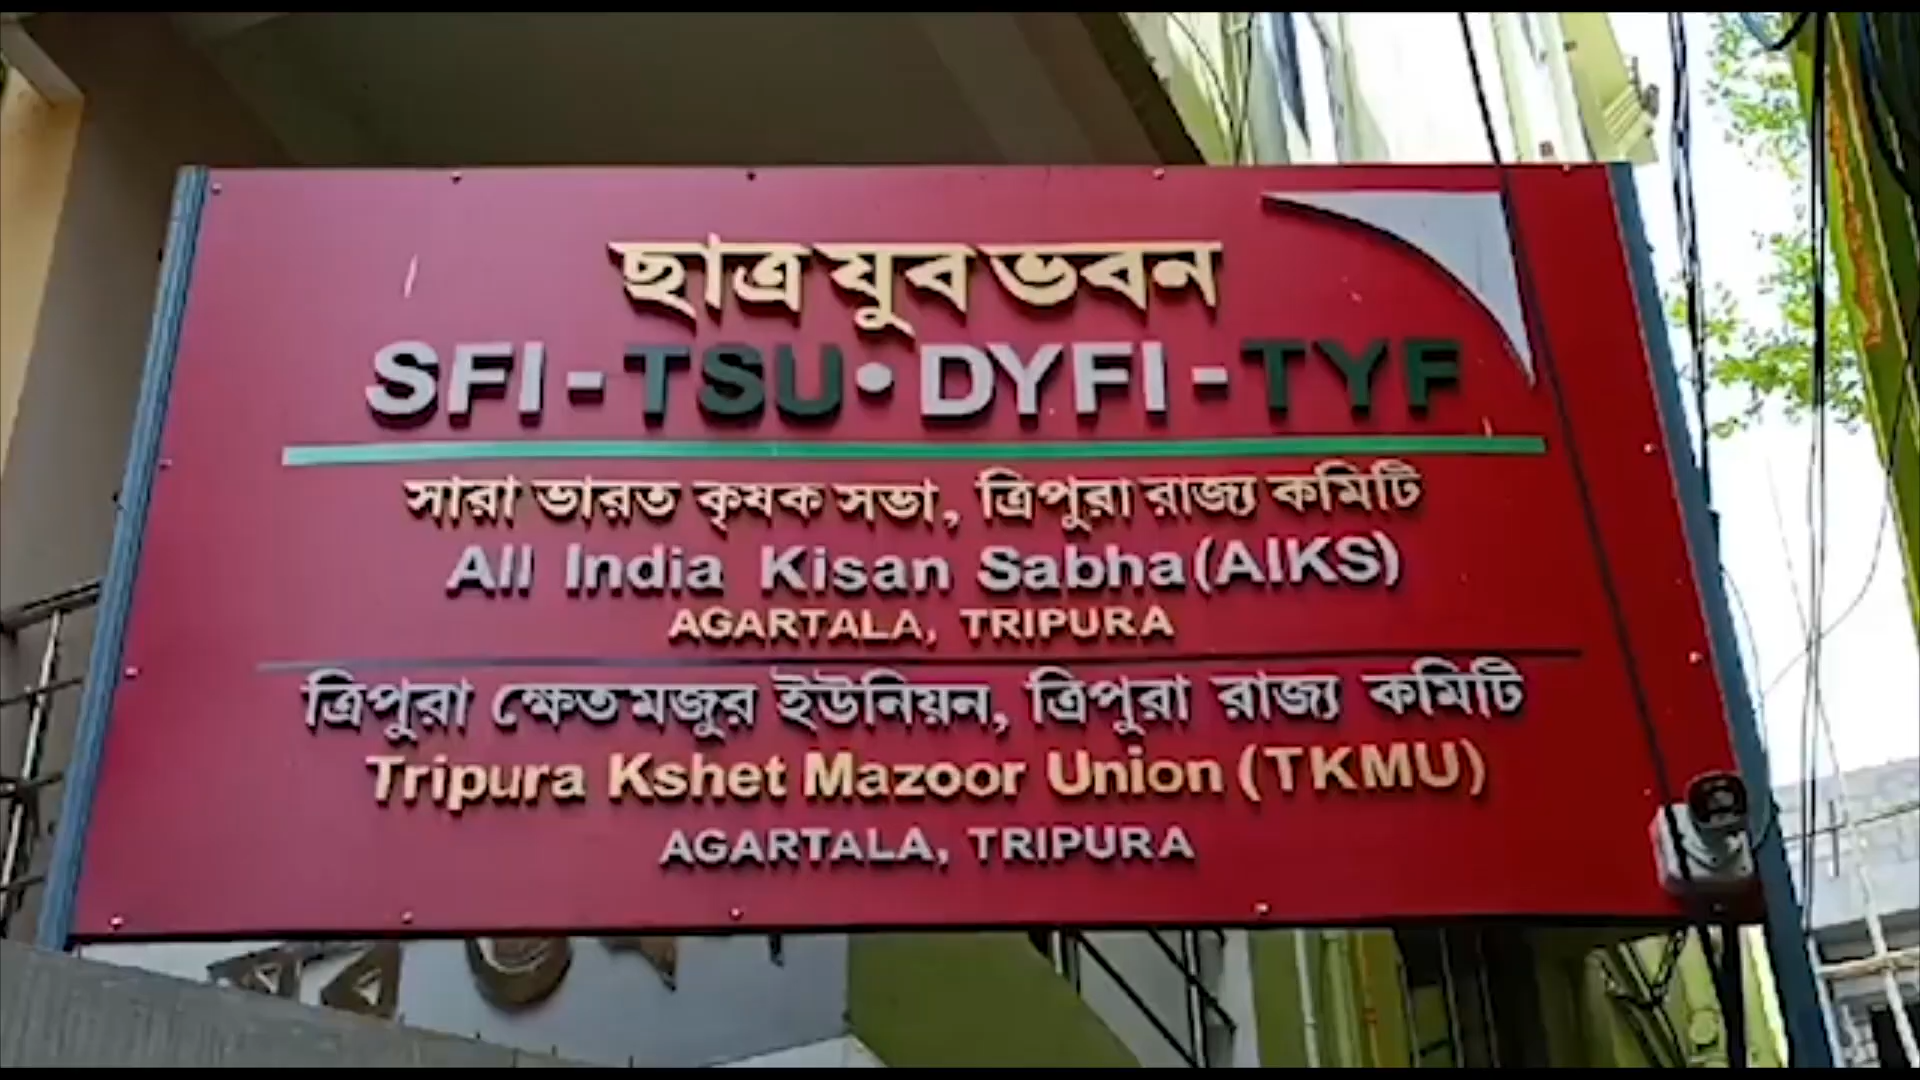 ছাত্র যুব ভবন
SFI-TSU•DYFI-TYF
সারা ভারত কৃষক সভা, ত্রিপুরা রাজ্য কমিটি
All India Kisan Sabha (AIKS)
AGARTALA, TRIPURA
ত্রিপুরা ক্ষেতমজুর ইউনিয়ন, ত্রিপুরা রাজ্য কমিটি
Tripura Kshet Mazoor Union (TKMU)
AGARTALA, TRIPURA